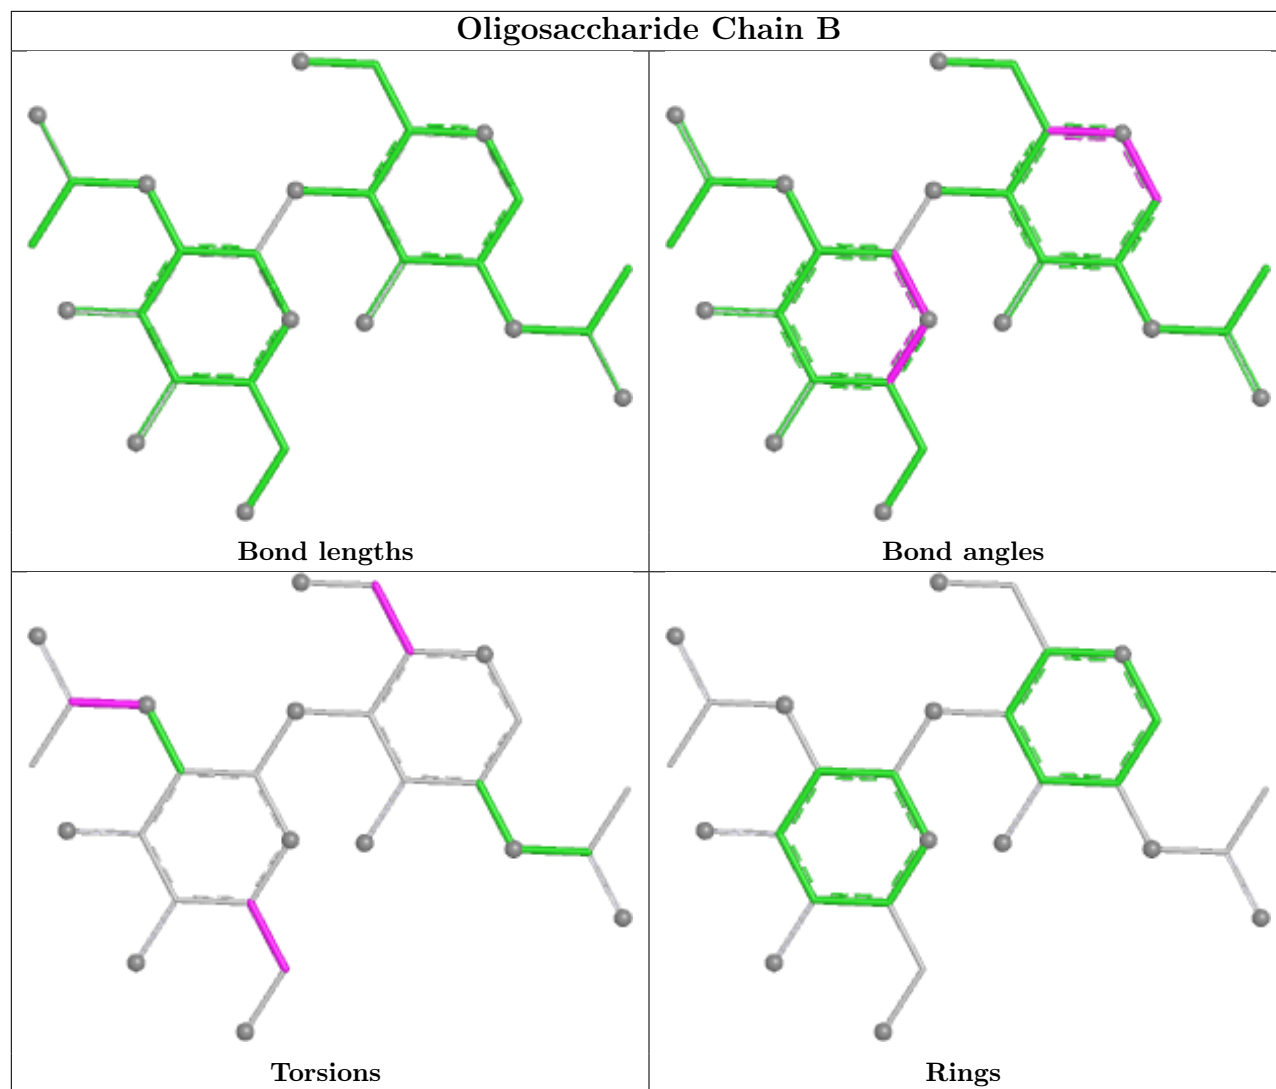 Oligosaccharide Chain B
Bond lengths
Bond angles
Torsions
Rings